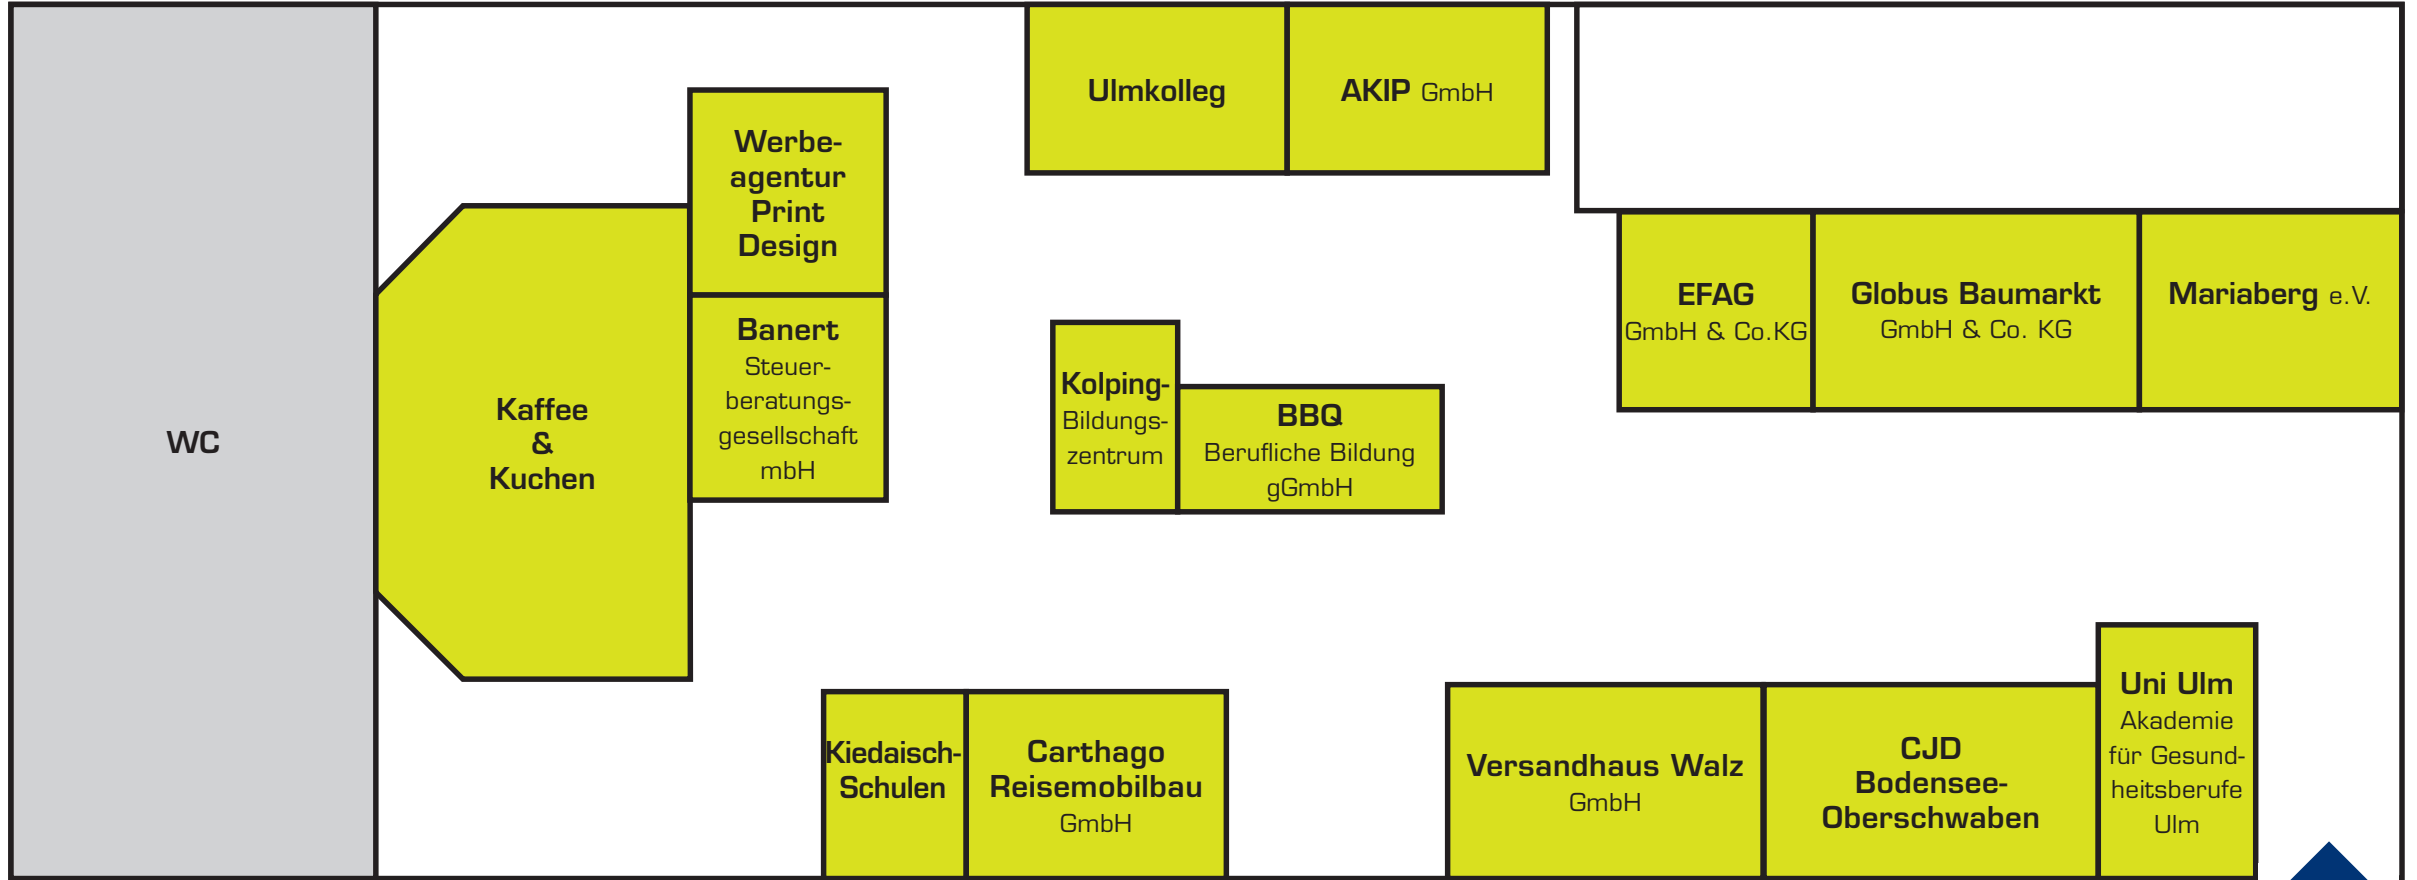 WC
Kaffee
&
Kuchen
Werbe-
agentur
Print
Design
Banert
Steuer-
beratungs-
gesellschaft
mbH
Ulmkolleg
AKIP GmbH
Kolping-
Bildungs-
zentrum
BBQ
Berufliche Bildung
gGmbH
EFAG
GmbH & Co.KG
Globus Baumarkt
GmbH & Co. KG
Mariaberg e.V.
Kiedaisch-
Schulen
Carthago
Reisemobilbau
GmbH
Versandhaus Walz
GmbH
CJD
Bodensee-
Oberschwaben
Uni Ulm
Akademie
für Gesund-
heitsberufe
Ulm